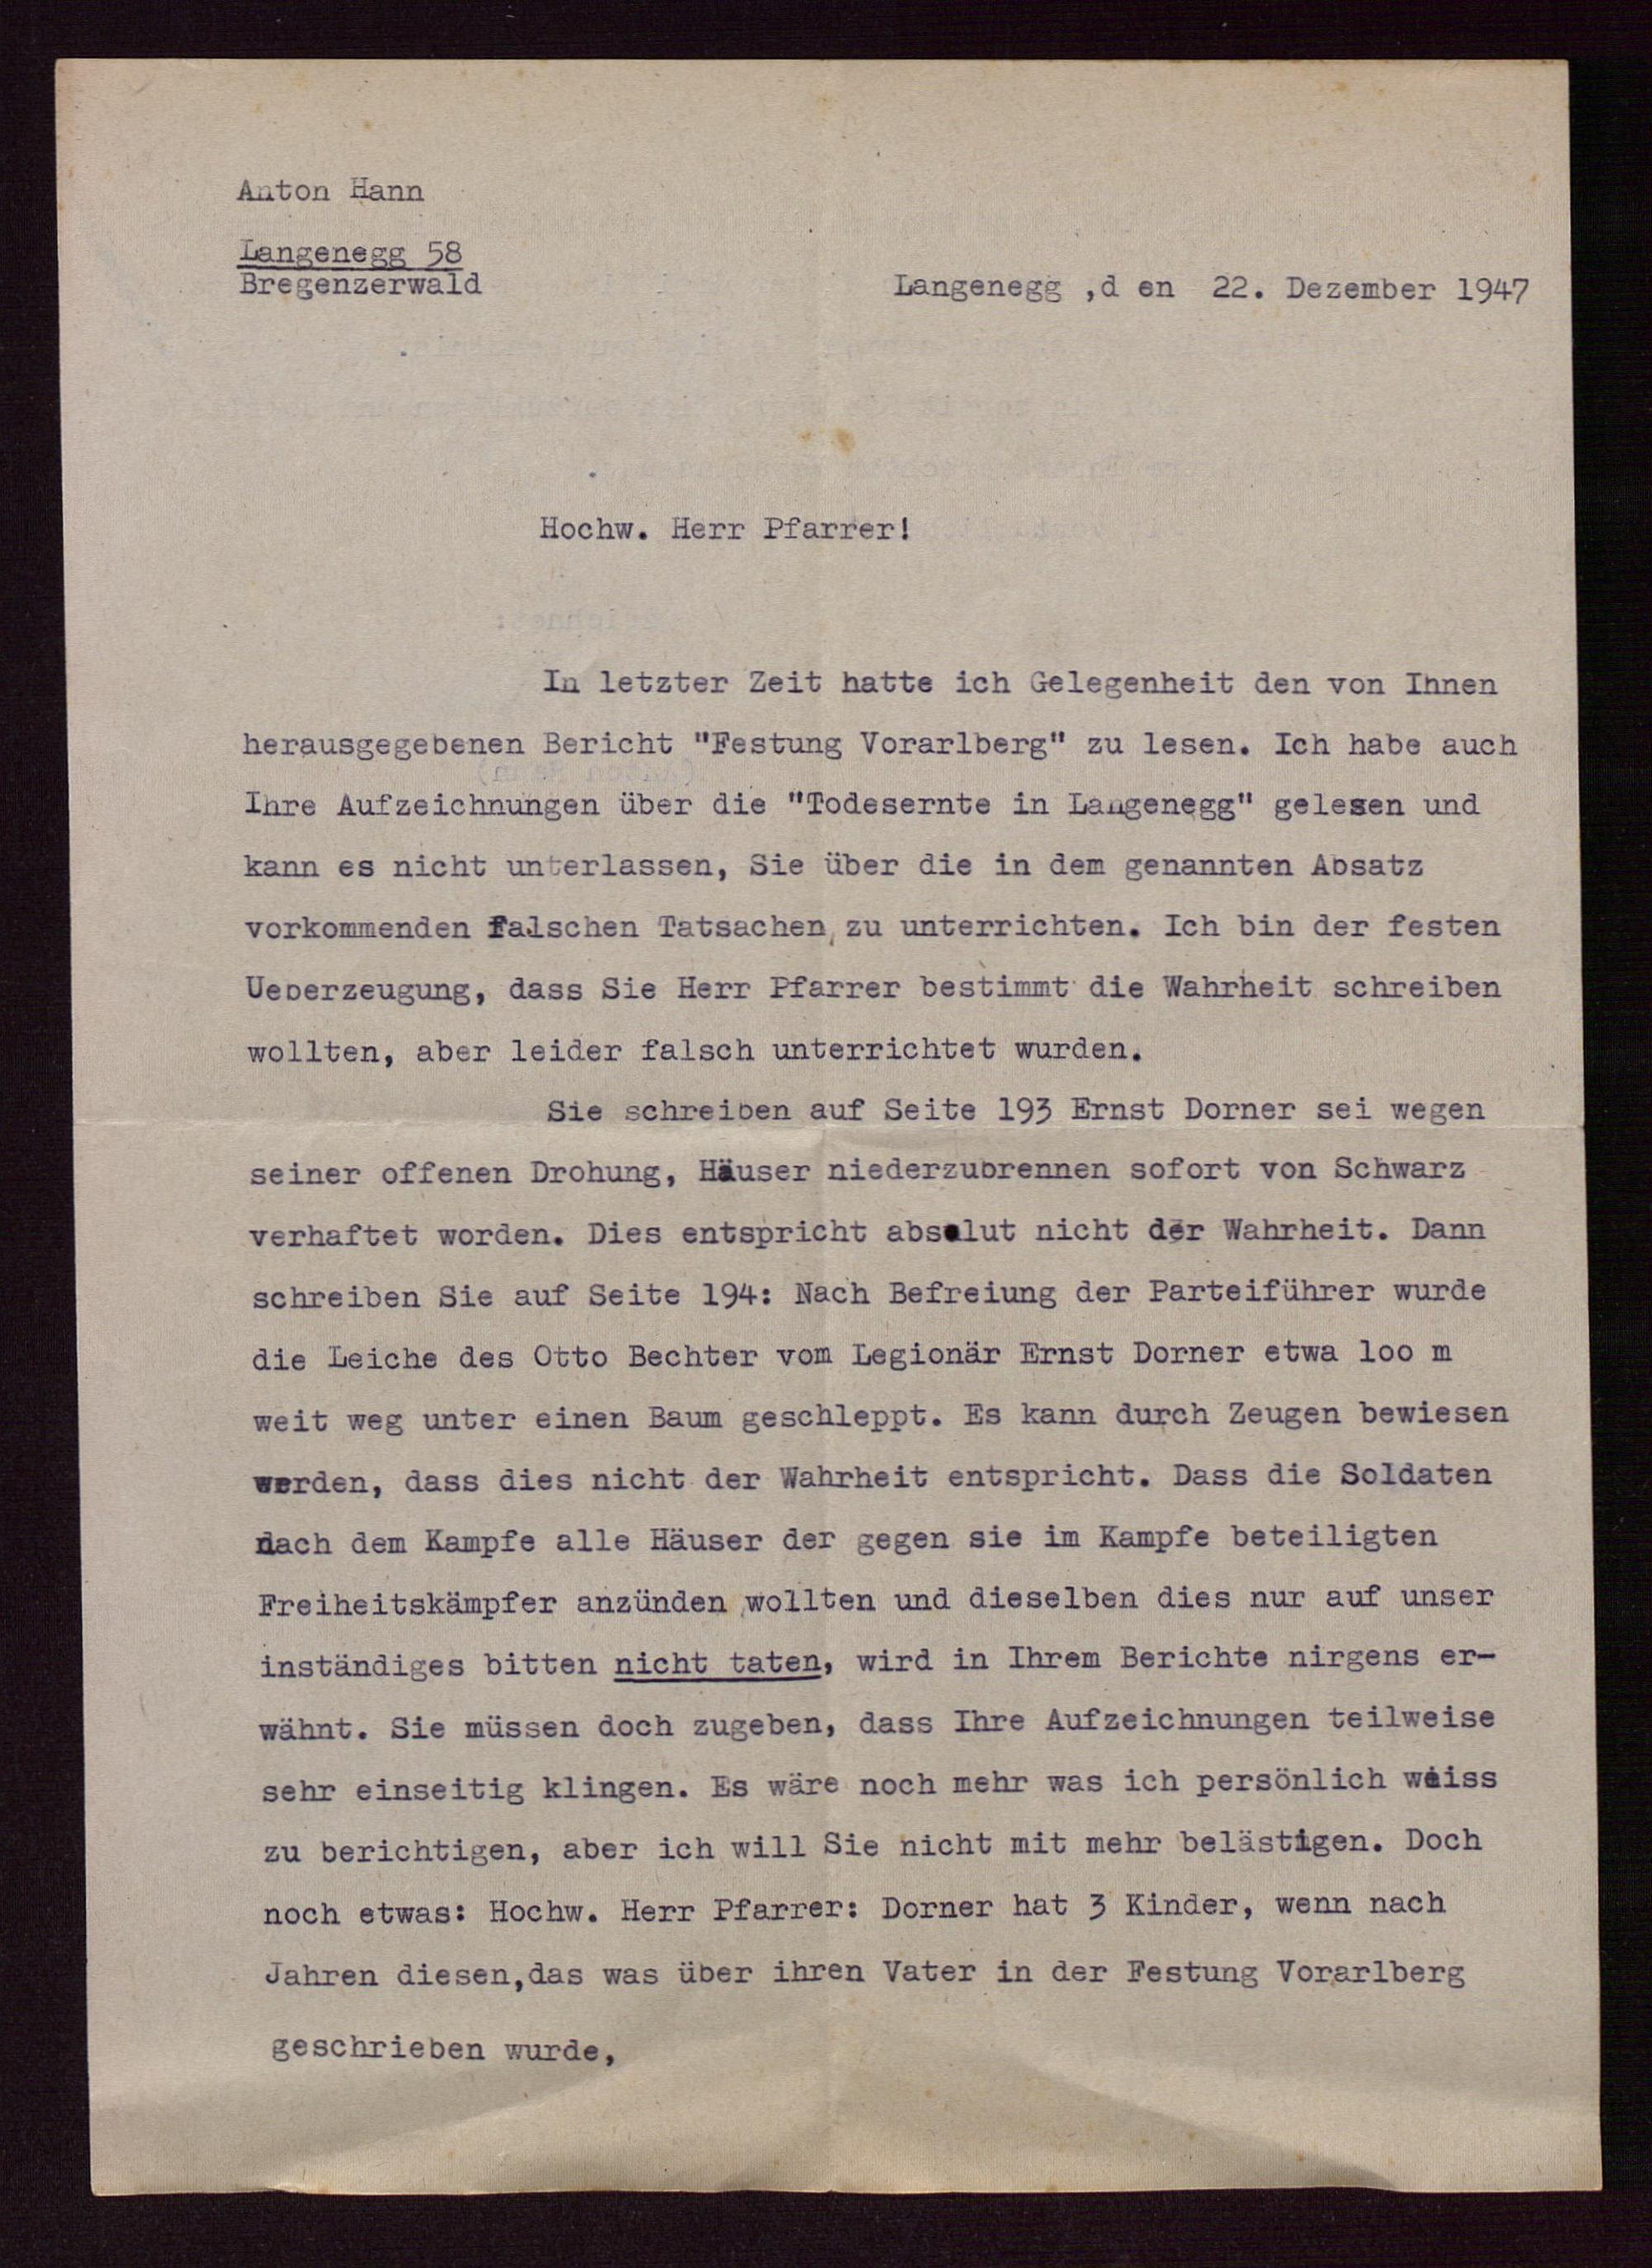 Anton Hann
Langenegg 58
Bregenzerwald
Langenegg ,d en 22. Dezember 1947
Hochw. Herr Pfarrer!
In letzter Zeit hatte ich Gelegenheit den von Ihnen
herausgegebenen Bericht "Festung Vorarlberg" zu lesen. Ich habe auch
Ihre Aufzeichnungen über die "Todesernte in Langenegg" gelesen und
kann es nicht unterlassen, Sie über die in dem genannten Absatz
vorkommenden falschen Tatsachen, zu unterrichten. Ich bin der festen
Ueberzeugung, dass Sie Herr Pfarrer bestimmt die Wahrheit schreiben
wollten, aber leider falsch unterrichtet wurden.
Sie schreiben auf Seite 193 Ernst Dorner sei wegen
seiner offenen Drohung, Häuser niederzubrennen sofort von Schwarz
verhaftet worden. Dies entspricht absolut nicht der Wahrheit. Dann
schreiben Sie auf Seite 194: Nach Befreiung der Parteiführer wurde
die Leiche des Otto Bechter vom Legionär Ernst Dorner etwa loo m
weit weg unter einen Baum geschleppt. Es kann durch Zeugen bewiesen
werden, dass dies nicht der Wahrheit entspricht. Dass die Soldaten
nach dem Kampfe alle Häuser der gegen sie im Kampfe beteiligten
Freiheitskämpfer anzünden wollten und dieselben dies nur auf unser
inständiges bitten nicht taten, wird in Ihrem Berichte nirgens er-
wähnt. Sie müssen doch zugeben, dass Ihre Aufzeichnungen teilweise
sehr einseitig klingen. Es wäre noch mehr was ich persönlich weiss
zu berichtigen, aber ich will Sie nicht mit mehr belästigen. Doch
noch etwas: Hochw. Herr Pfarrer: Dorner hat 3 Kinder, wenn nach
Jahren diesen,das was über ihren Vater in der Festung Vorarlberg
geschrieben wurde,